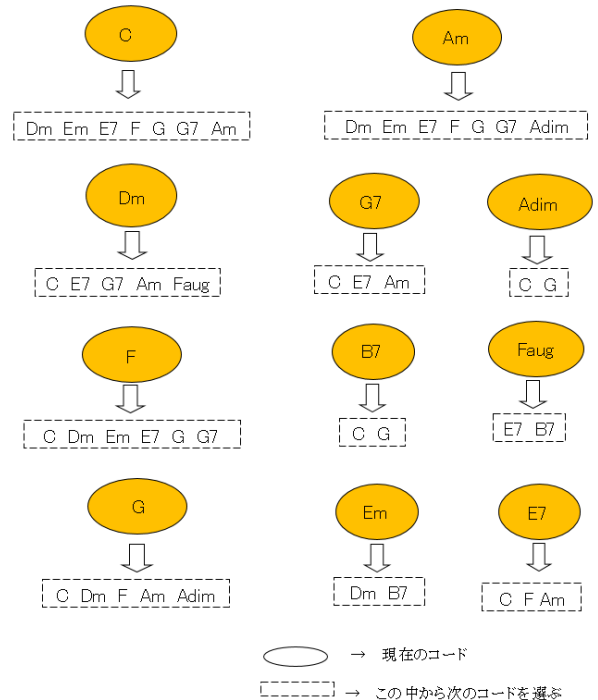 C
Dm Em E7 F G G7 Am
Am
Dm Em E7 F G G7 Adim
Dm
C E7 G7 Am Faug
G7
C E7 Am
Adim
C G
F
C Dm Em E7 G G7
B7
C G
Faug
E7 B7
G
C Dm F Am Adim
Em
Dm B7
E7
C F Am
→ 現在のコード
→ この中から次のコードを選ぶ